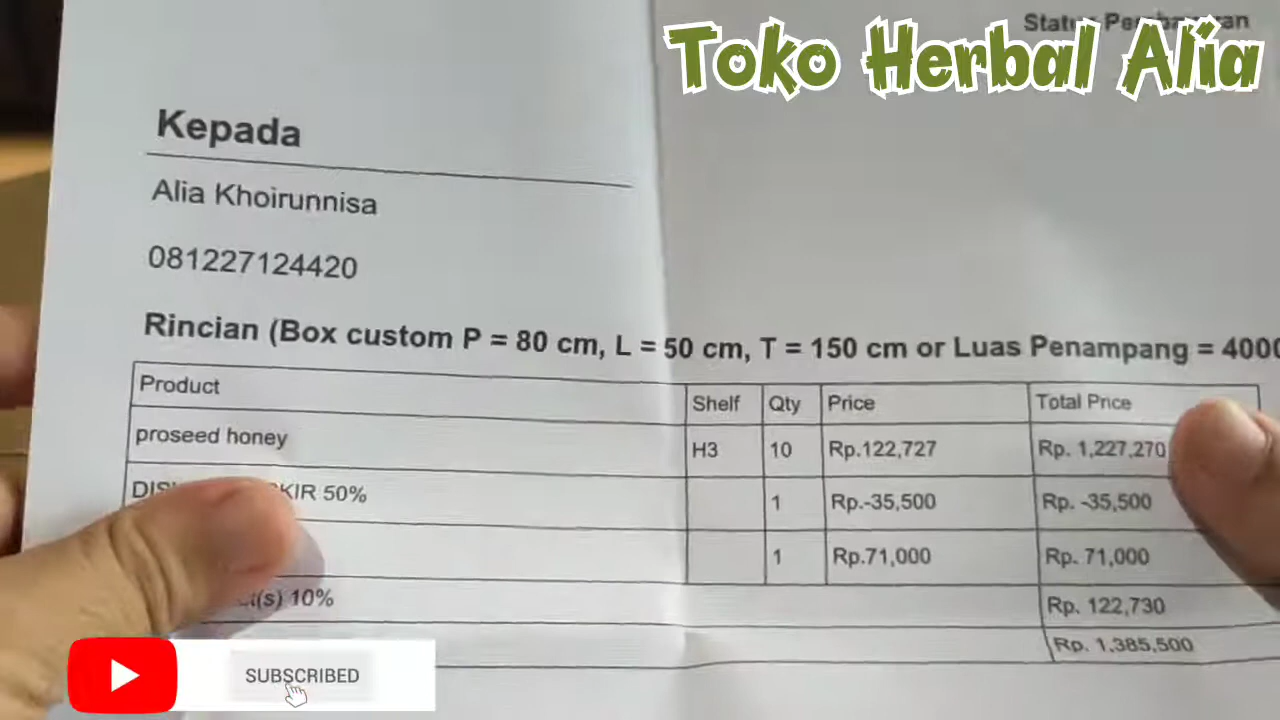 Toko Herbal Alia
Kepada
Alia Khoirunnisa
081227124420
Rincian (Box custom P = 80 cm, L = 50 cm, T = 150 cm or Luas Penampang = 4000
Product Shelf Qty Price Total Price
proseed honey H3 10 Rp.122,727 Rp. 1,227,270
50% 1 Rp.-35,500 Rp. -35,500
1 Rp.71,000 Rp. 71,000
10% Rp. 122,730
Rp. 1,385,500
SUBSCRIBED